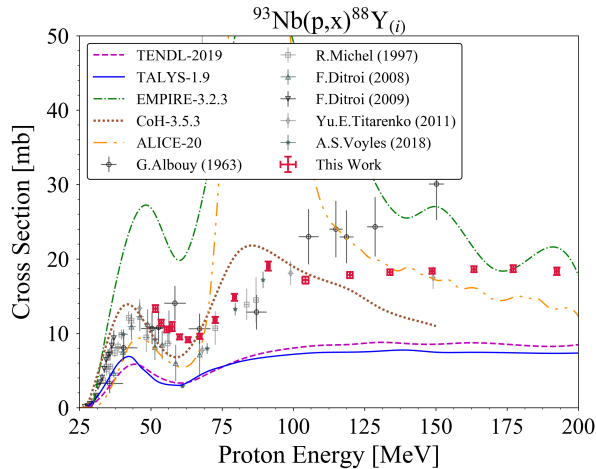 ⁹³Nb(p,x)⁸⁸Y₍ᵢ₎
50
40
30
20
10
0
Cross Section [mb]
TENDL-2019
TALYS-1.9
EMPIRE-3.2.3
CoH-3.5.3
ALICE-20
G.Albouy (1963)
R.Michel (1997)
F.Ditroi (2008)
F.Ditroi (2009)
Yu.E.Titarenko (2011)
A.S.Voyles (2018)
This Work
25 50 75 100 125 150 175 200
Proton Energy [MeV]